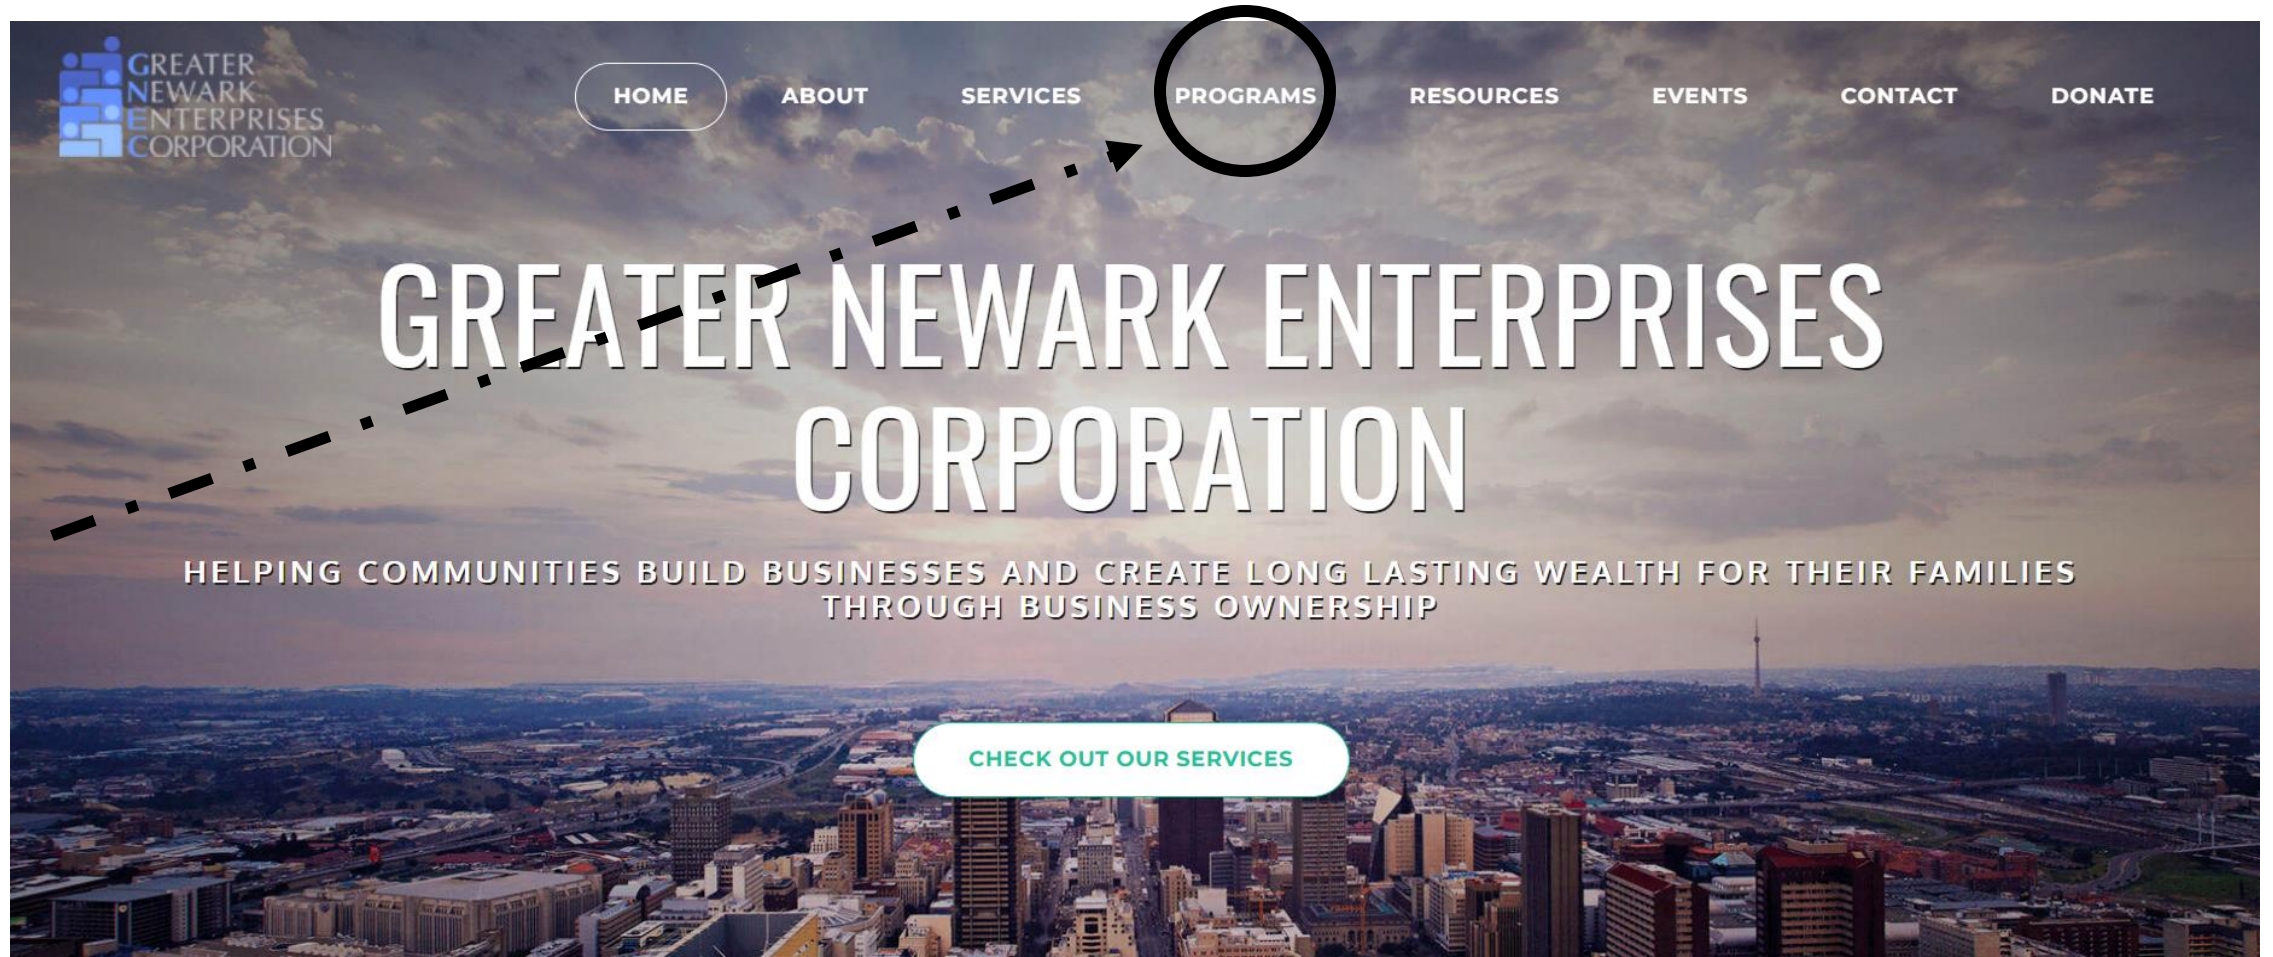 GREATER
NEWARK
ENTERPRISES
CORPORATION
HOME ABOUT SERVICES PROGRAMS RESOURCES EVENTS CONTACT DONATE
GREATER NEWARK ENTERPRISES
CORPORATION
HELPING COMMUNITIES BUILD BUSINESSES AND CREATE LONG LASTING WEALTH FOR THEIR FAMILIES
THROUGH BUSINESS OWNERSHIP
CHECK OUT OUR SERVICES